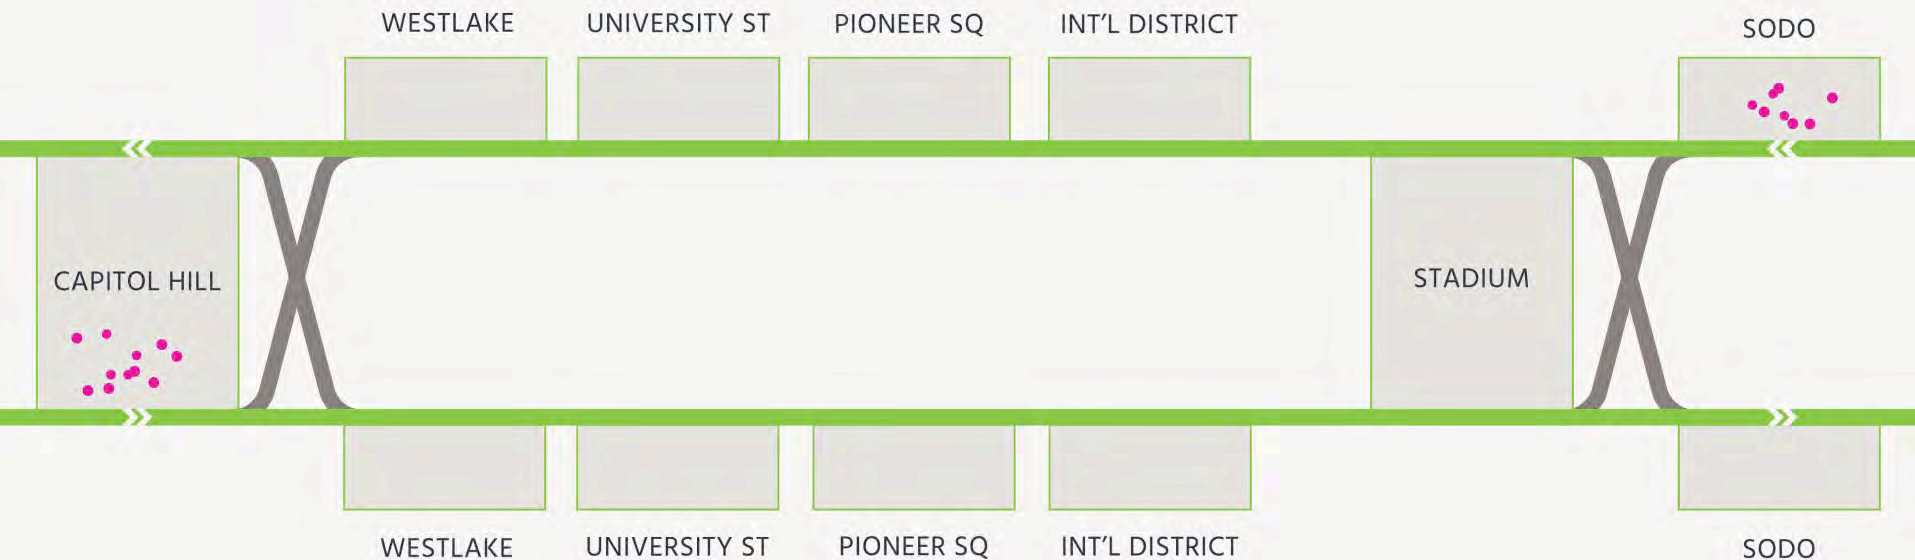 WESTLAKE
UNIVERSITY ST
PIONEER SQ
INT'L DISTRICT
SODO
CAPITOL HILL
STADIUM
WESTLAKE
UNIVERSITY ST
PIONEER SQ
INT'L DISTRICT
SODO